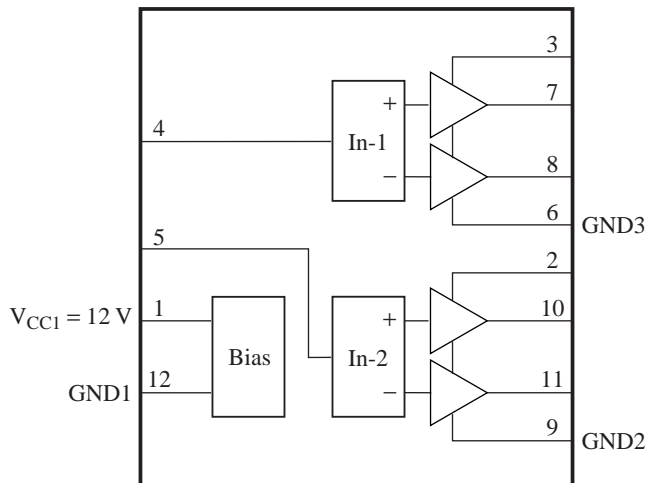 3
+
7
4
In-1
−
8
6
GND3
5
2
V_CC1 = 12 V
1
+
10
Bias
In-2
GND1
12
−
11
9
GND2